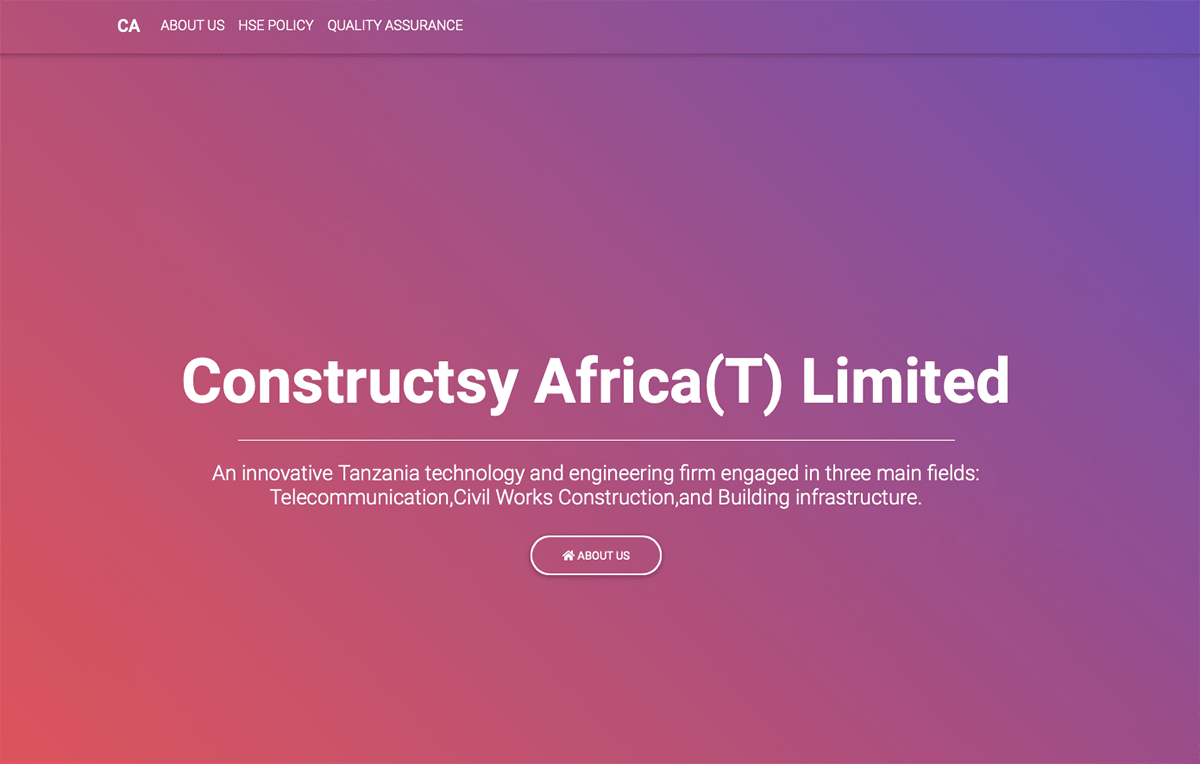 CA ABOUT US HSE POLICY QUALITY ASSURANCE
Constructsy Africa(T) Limited
An innovative Tanzania technology and engineering firm engaged in three main fields:
Telecommunication,Civil Works Construction,and Building infrastructure.
ABOUT US